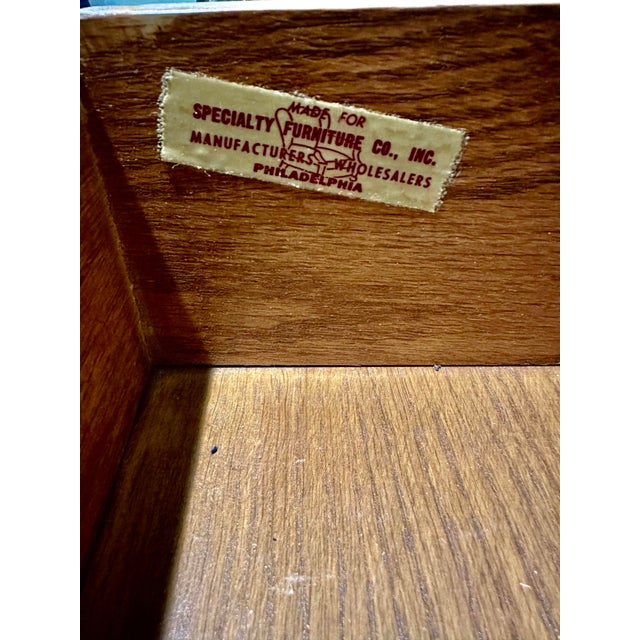 MADE FOR
SPECIALTY FURNITURE CO., INC.
MANUFACTURERS WHOLESALERS
PHILADELPHIA